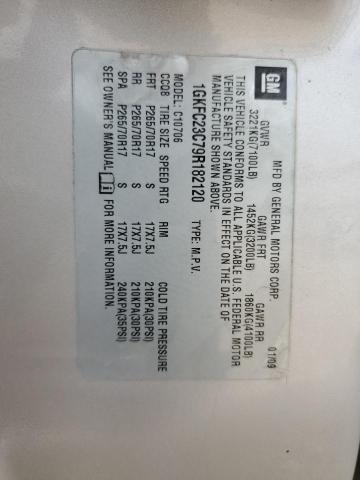 GM
MFD BY GENERAL MOTORS CORP. 01/09
GVWR GAWR FRT GAWR RR
3221KG(7100LB) 1452KG(3200LB) 1860KG(4100LB)
THIS VEHICLE CONFORMS TO ALL APPLICABLE U.S. FEDERAL MOTOR
VEHICLE SAFETY STANDARDS IN EFFECT ON THE DATE OF
MANUFACTURE SHOWN ABOVE.
1GKFC23C79R182120 TYPE: M.P.V.
MODEL: C10706
CCO8 TIRE SIZE SPEED RTG RIM COLD TIRE PRESSURE
FRT P265/70R17 S 17X7.5J 210KPA(30PSI)
RR P265/70R17 S 17X7.5J 210KPA(30PSI)
SPA P265/70R17 S 17X7.5J 240KPA(35PSI)
SEE OWNER'S MANUAL FOR MORE INFORMATION.